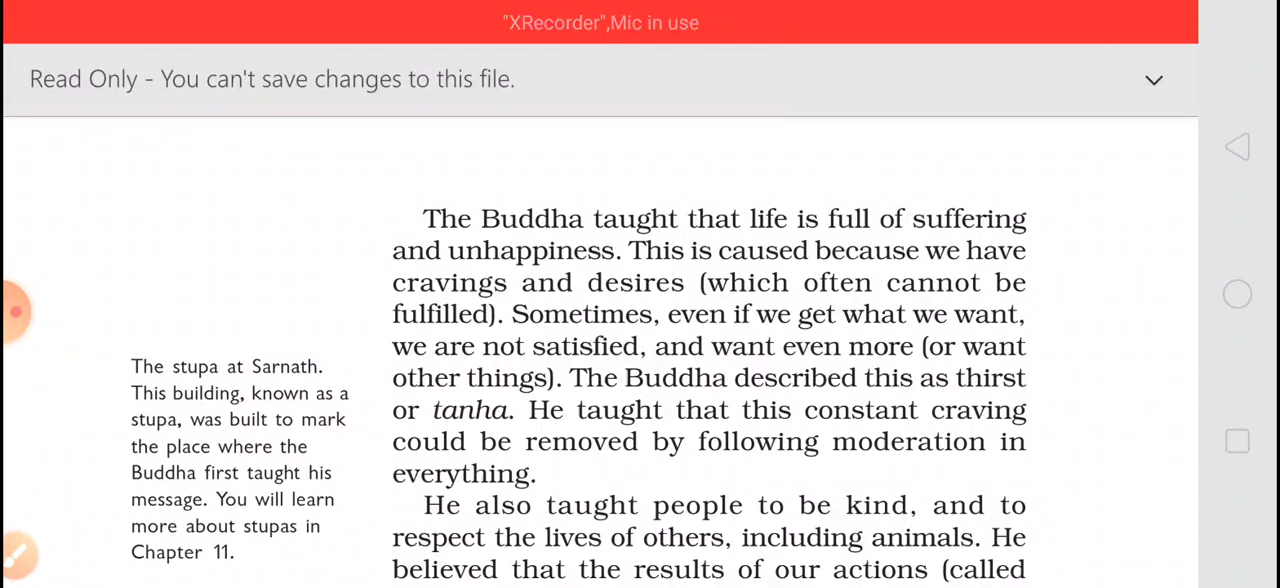 "XRecorder",Mic in use
Read Only - You can't save changes to this file.
The Buddha taught that life is full of suffering
and unhappiness. This is caused because we have
cravings and desires (which often cannot be
fulfilled). Sometimes, even if we get what we want,
we are not satisfied, and want even more (or want
other things). The Buddha described this as thirst
or tanha. He taught that this constant craving
could be removed by following moderation in
everything.
He also taught people to be kind, and to
respect the lives of others, including animals. He
believed that the results of our actions (called
The stupa at Sarnath.
This building, known as a
stupa, was built to mark
the place where the
Buddha first taught his
message. You will learn
more about stupas in
Chapter 11.